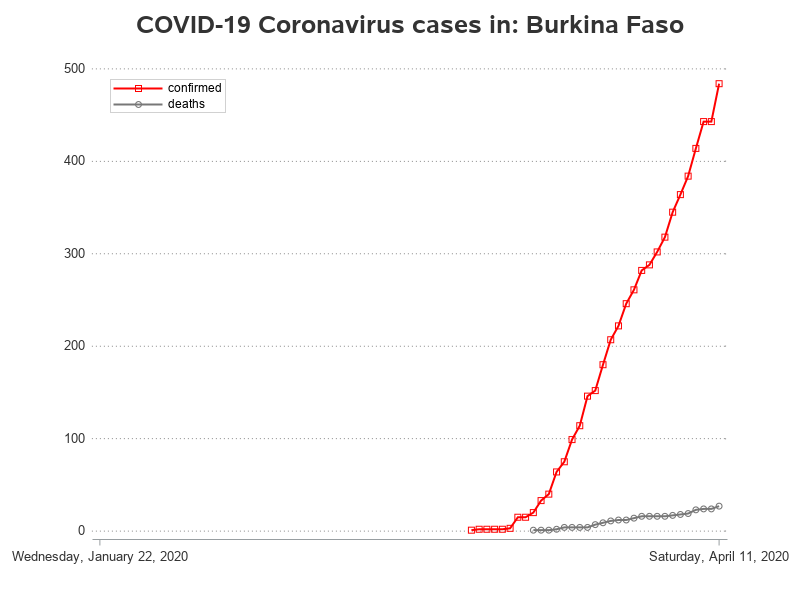 COVID-19 Coronavirus cases in: Burkina Faso
500
confirmed
deaths
400
300
200
100
0
Wednesday, January 22, 2020
Saturday, April 11, 2020